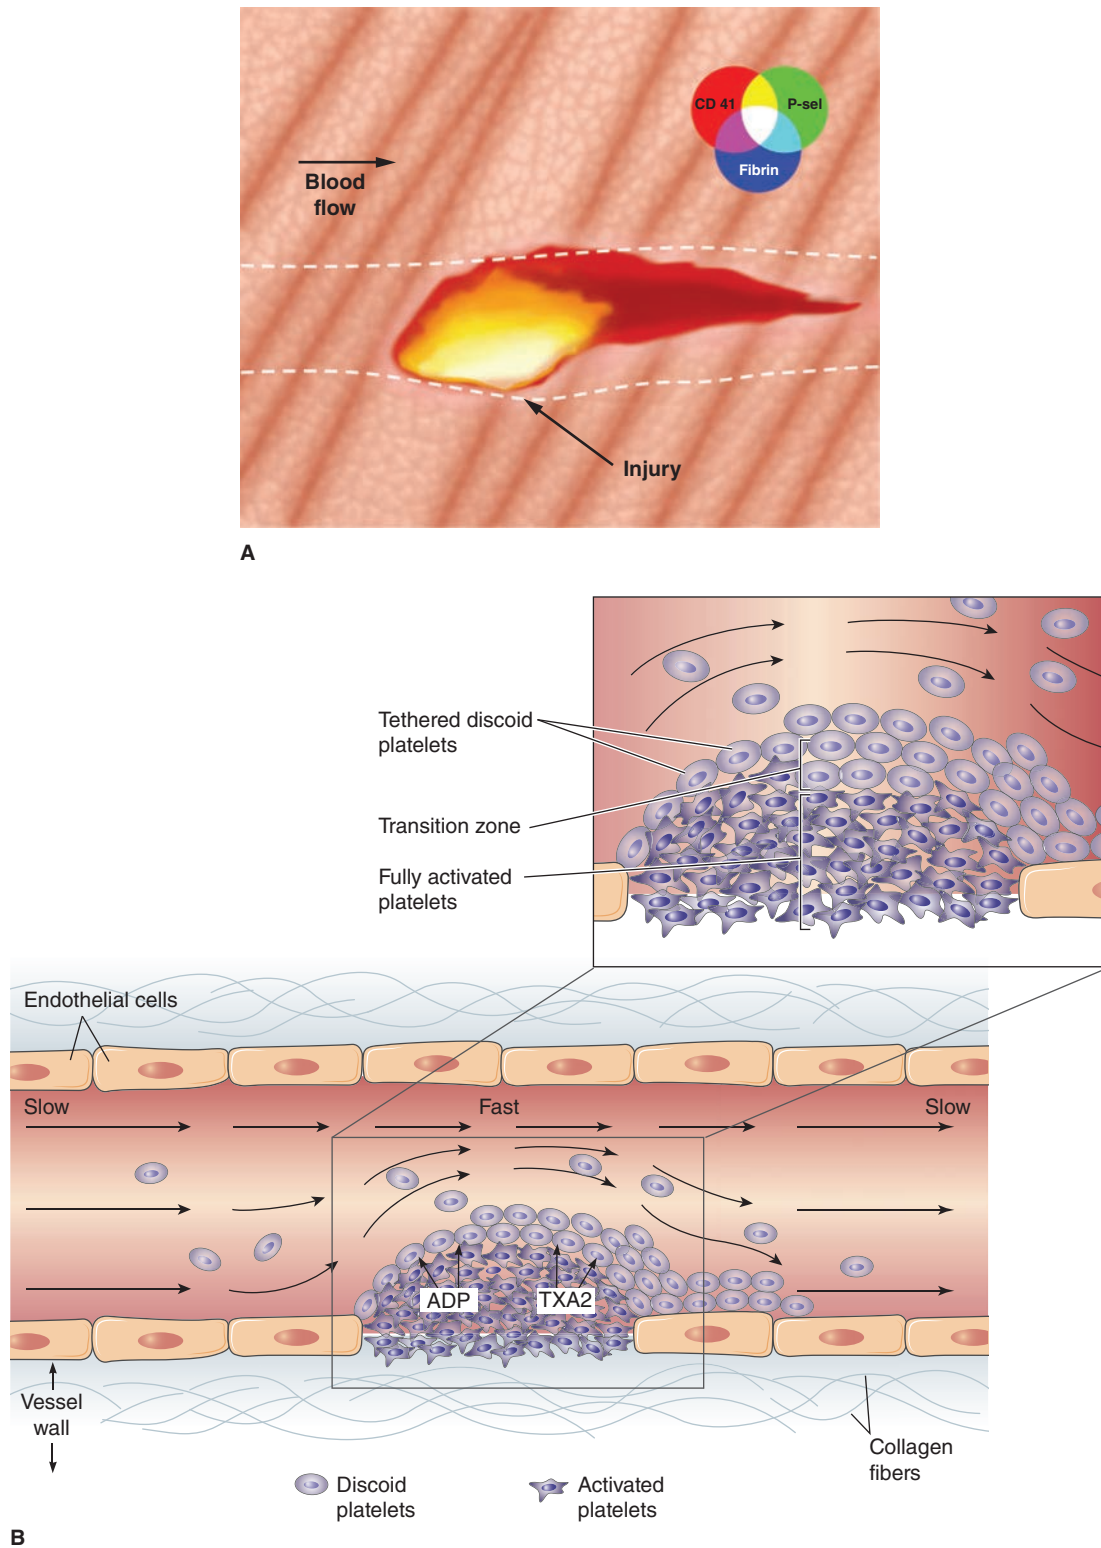 CD 41
P-sel
Fibrin
Blood
flow
Injury
A
Tethered discoid
platelets
Transition zone
Fully activated
platelets
Endothelial cells
Slow
Fast
Slow
ADP
TXA2
Vessel
wall
Collagen
fibers
Discoid
platelets
Activated
platelets
B